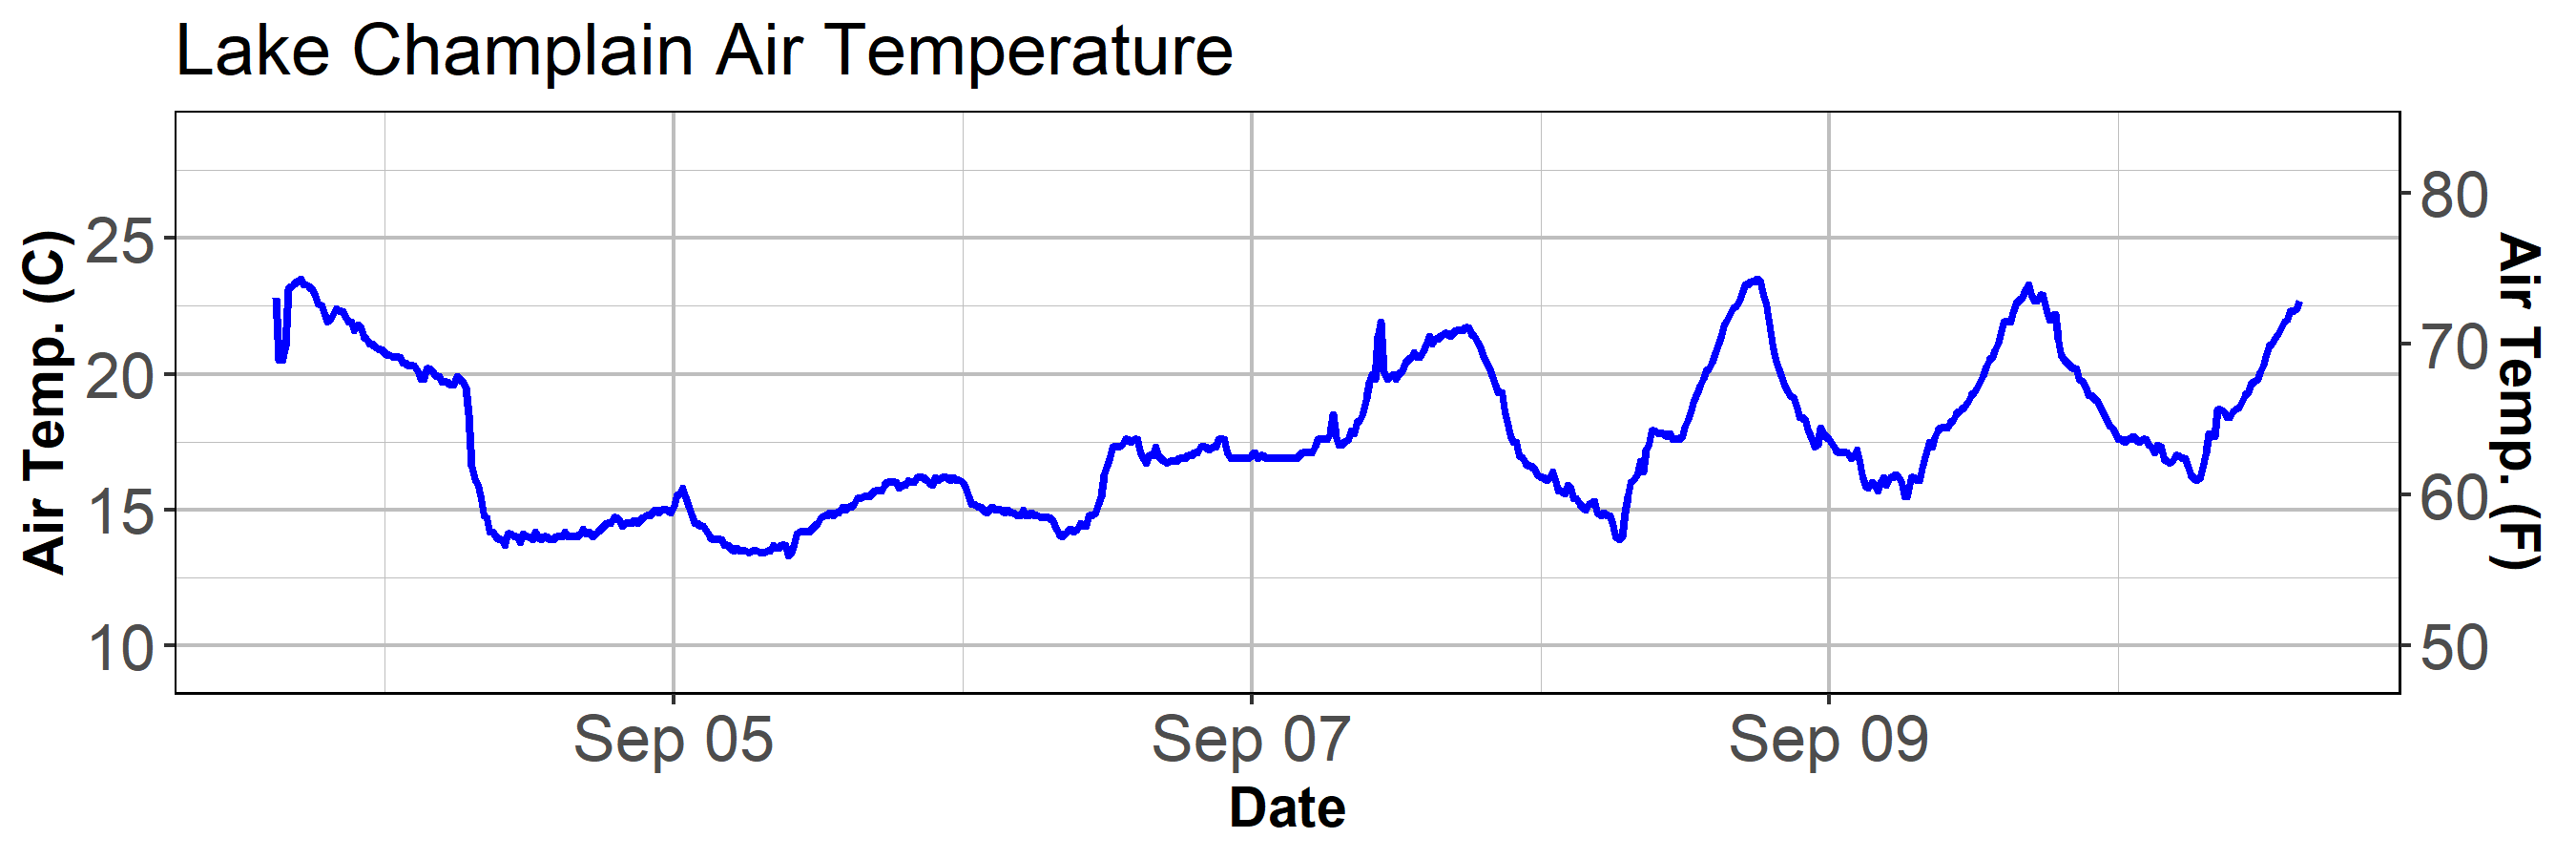 Lake Champlain Air Temperature
Air Temp. (C)
25
20
15
10
80
70
60
50
Air Temp. (F)
Sep 05
Sep 07
Sep 09
Date